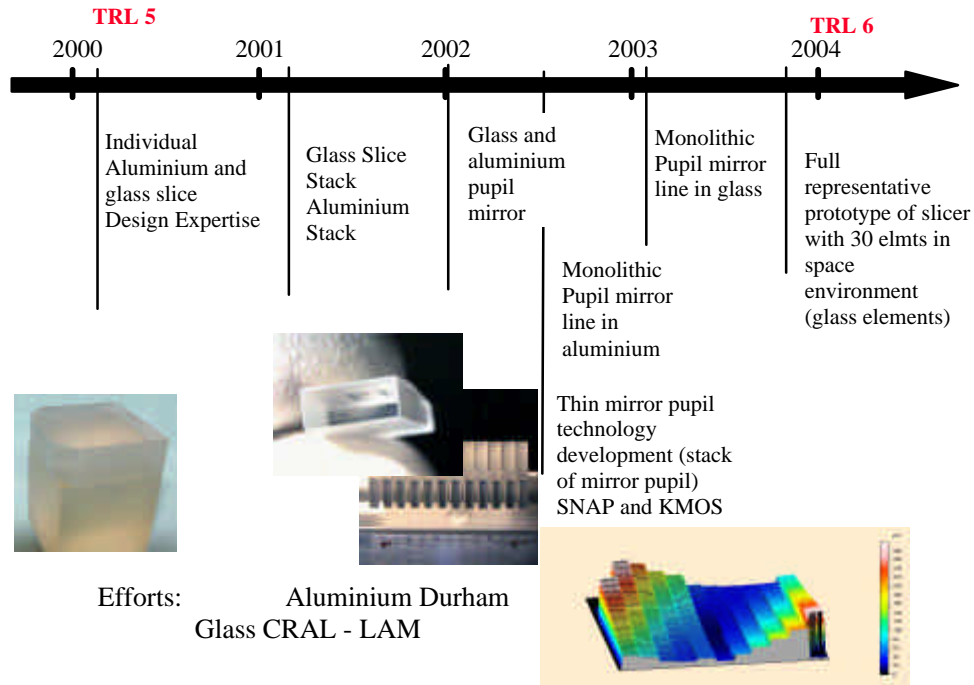 TRL 5
TRL 6
2000
2001
2002
2003
2004
Individual
Aluminium and
glass slice
Design Expertise
Glass Slice
Stack
Aluminium
Stack
Glass and
aluminium
pupil
mirror
Monolithic
Pupil mirror
line in
aluminium
Thin mirror pupil
technology
development (stack
of mirror pupil)
SNAP and KMOS
Monolithic
Pupil mirror
line in glass
Full
representative
prototype of slicer
with 30 elmts in
space
environment
(glass elements)
Efforts: Aluminium Durham
Glass CRAL - LAM